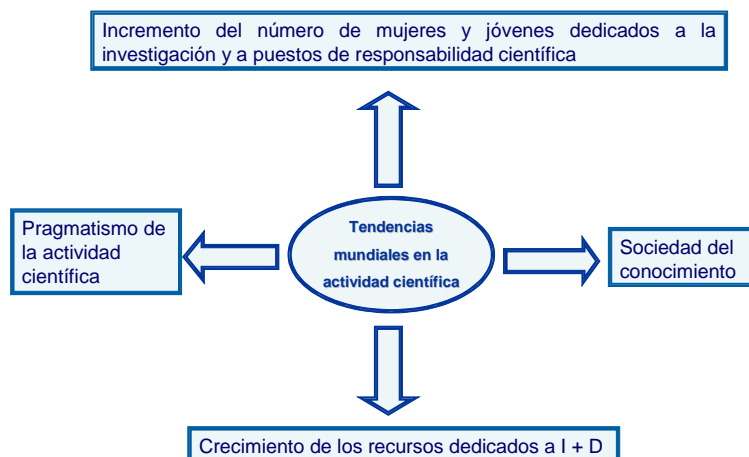 Incremento del número de mujeres y jóvenes dedicados a la
investigación y a puestos de responsabilidad científica
Pragmatismo de
la actividad
científica
Tendencias
mundiales en la
actividad científica
Sociedad del
conocimiento
Crecimiento de los recursos dedicados a I + D